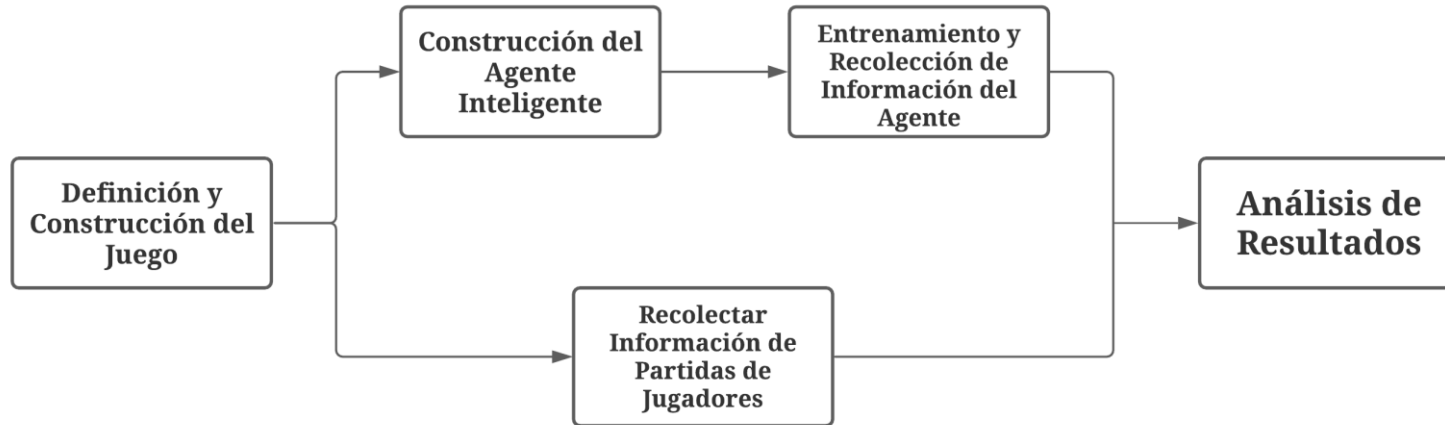 Definición y
Construcción del
Juego
Construcción del
Agente
Inteligente
Entrenamiento y
Recolección de
Información del
Agente
Recolectar
Información de
Partidas de
Jugadores
Análisis de
Resultados